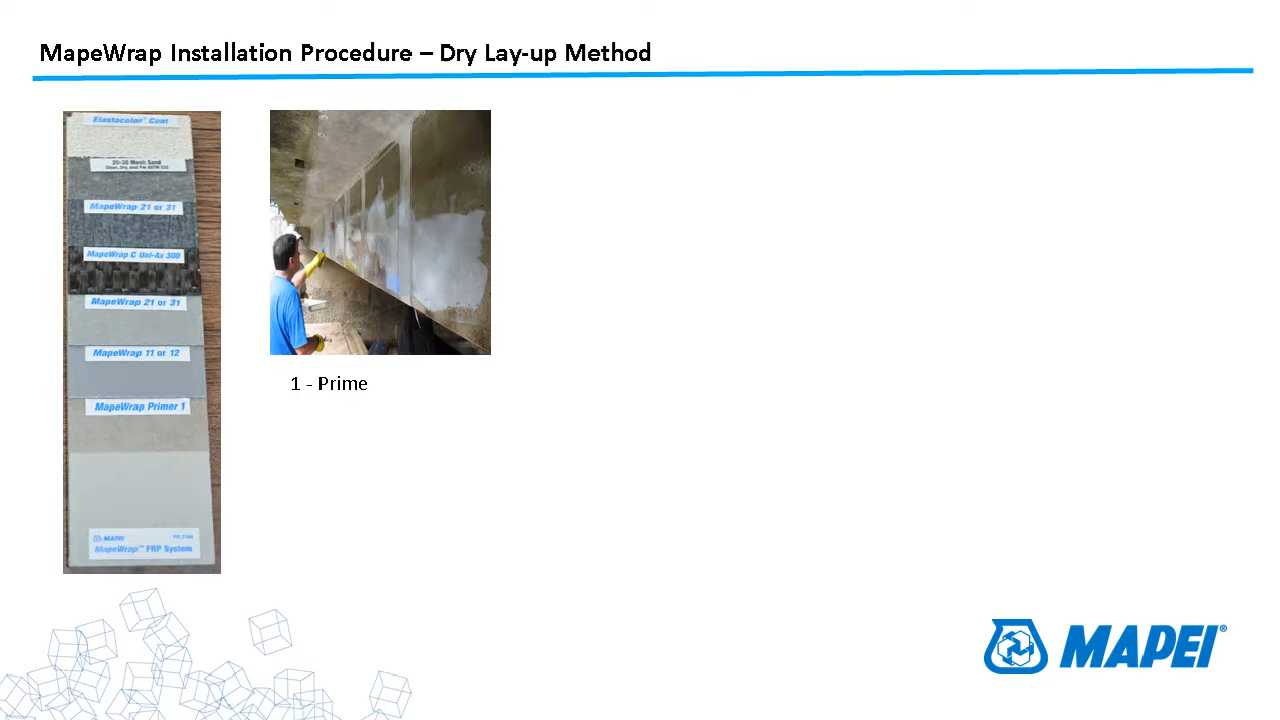 MapeWrap Installation Procedure – Dry Lay-up Method
Elastocolor™ Coat
20-30 Mesh Sand
MapeWrap 21 or 31
MapeWrap C Uni-Ax 300
MapeWrap 21 or 31
MapeWrap 11 or 12
MapeWrap Primer 1
MAPEI
MapeWrap™ FRP System
1 - Prime
MAPEI®